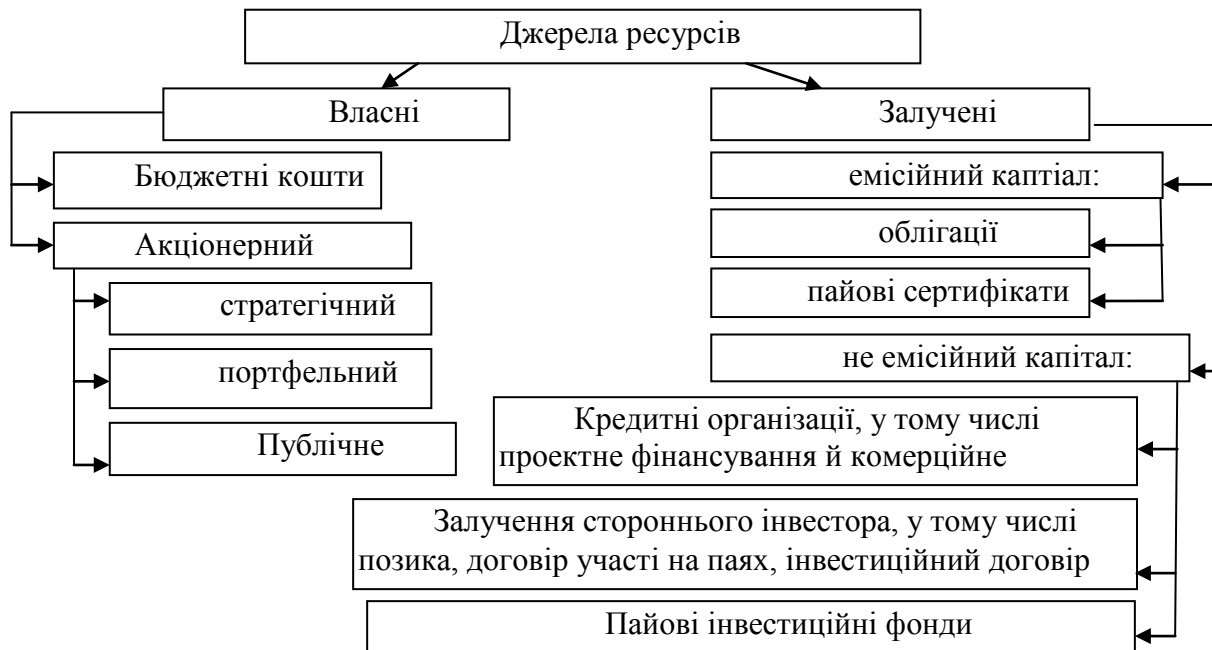 Джерела ресурсів
Власні
Залучені
Бюджетні кошти
емісійний каптіал:
Акціонерний
облігації
стратегічний
пайові сертифікати
портфельний
не емісійний капітал:
Публічне
Кредитні організації, у тому числі
проектне фінансування й комерційне
Залучення стороннього інвестора, у тому числі
позика, договір участі на паях, інвестиційний договір
Пайові інвестиційні фонди